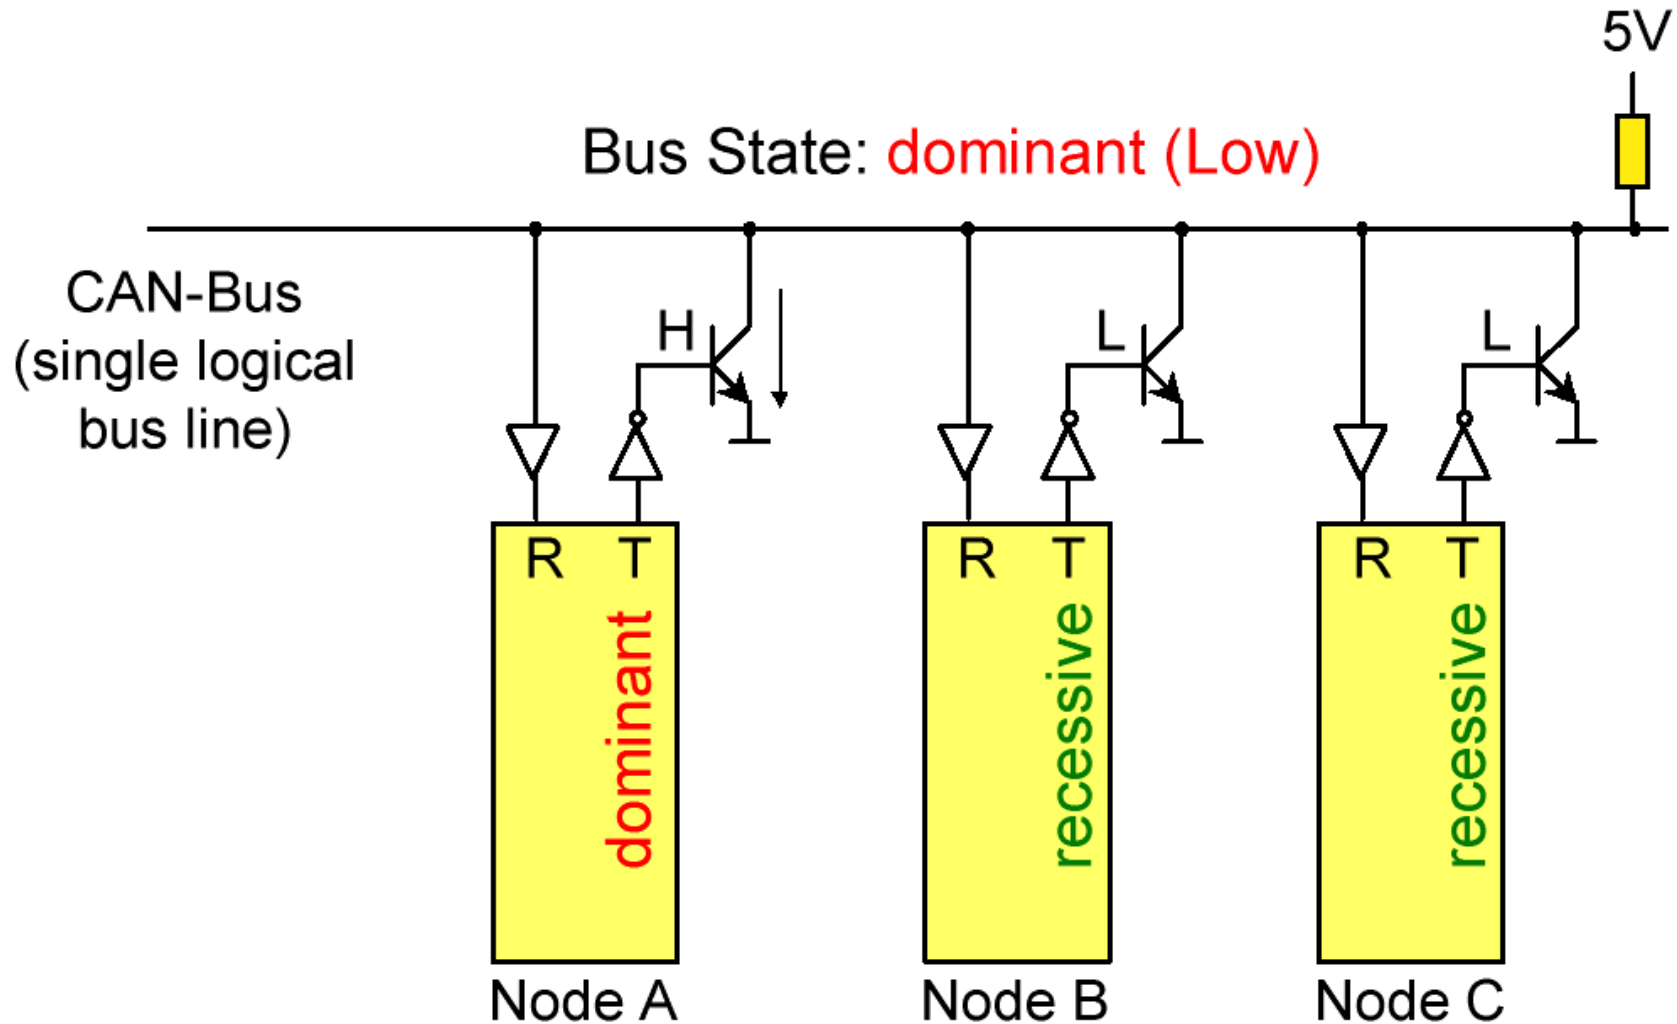 5V
Bus State: dominant (Low)
CAN-Bus
(single logical
bus line)
H
L
L
R T
R T
R T
dominant
recessive
recessive
Node A
Node B
Node C